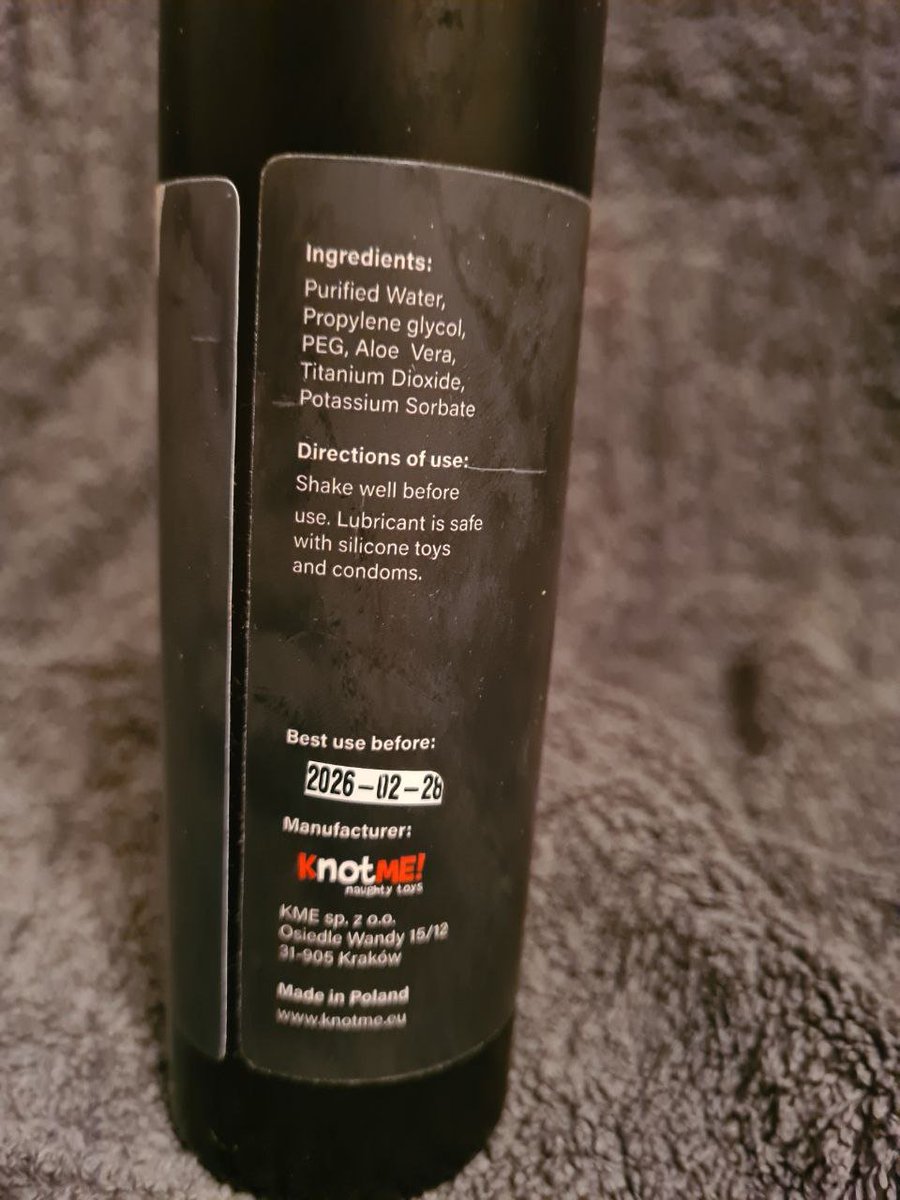 Ingredients:
Purified Water,
Propylene glycol,
PEG, Aloe Vera,
Titanium Dioxide,
Potassium Sorbate
Directions of use:
Shake well before
use. Lubricant is safe
with silicone toys
and condoms.
Best use before:
2026-02-28
Manufacturer:
KnotME!
naughty toys
KME sp. z o.o.
Osiedle Wandy 15/12
31-905 Kraków
Made in Poland
www.knotme.eu